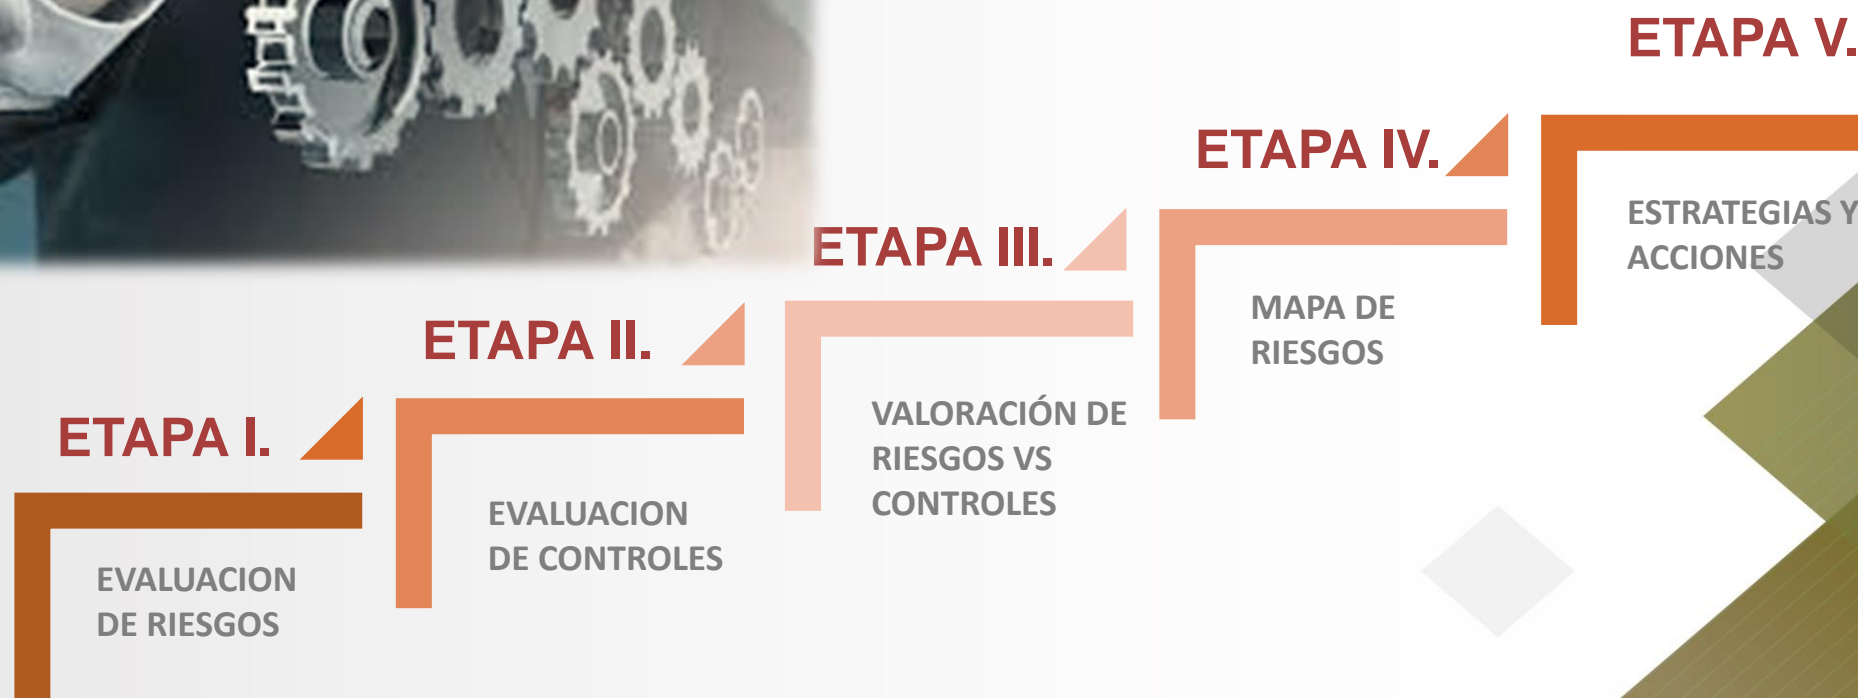 ETAPA I.
EVALUACION
DE RIESGOS
ETAPA II.
EVALUACION
DE CONTROLES
ETAPA III.
VALORACIÓN DE
RIESGOS VS
CONTROLES
ETAPA IV.
MAPA DE
RIESGOS
ETAPA V.
ESTRATEGIAS Y
ACCIONES